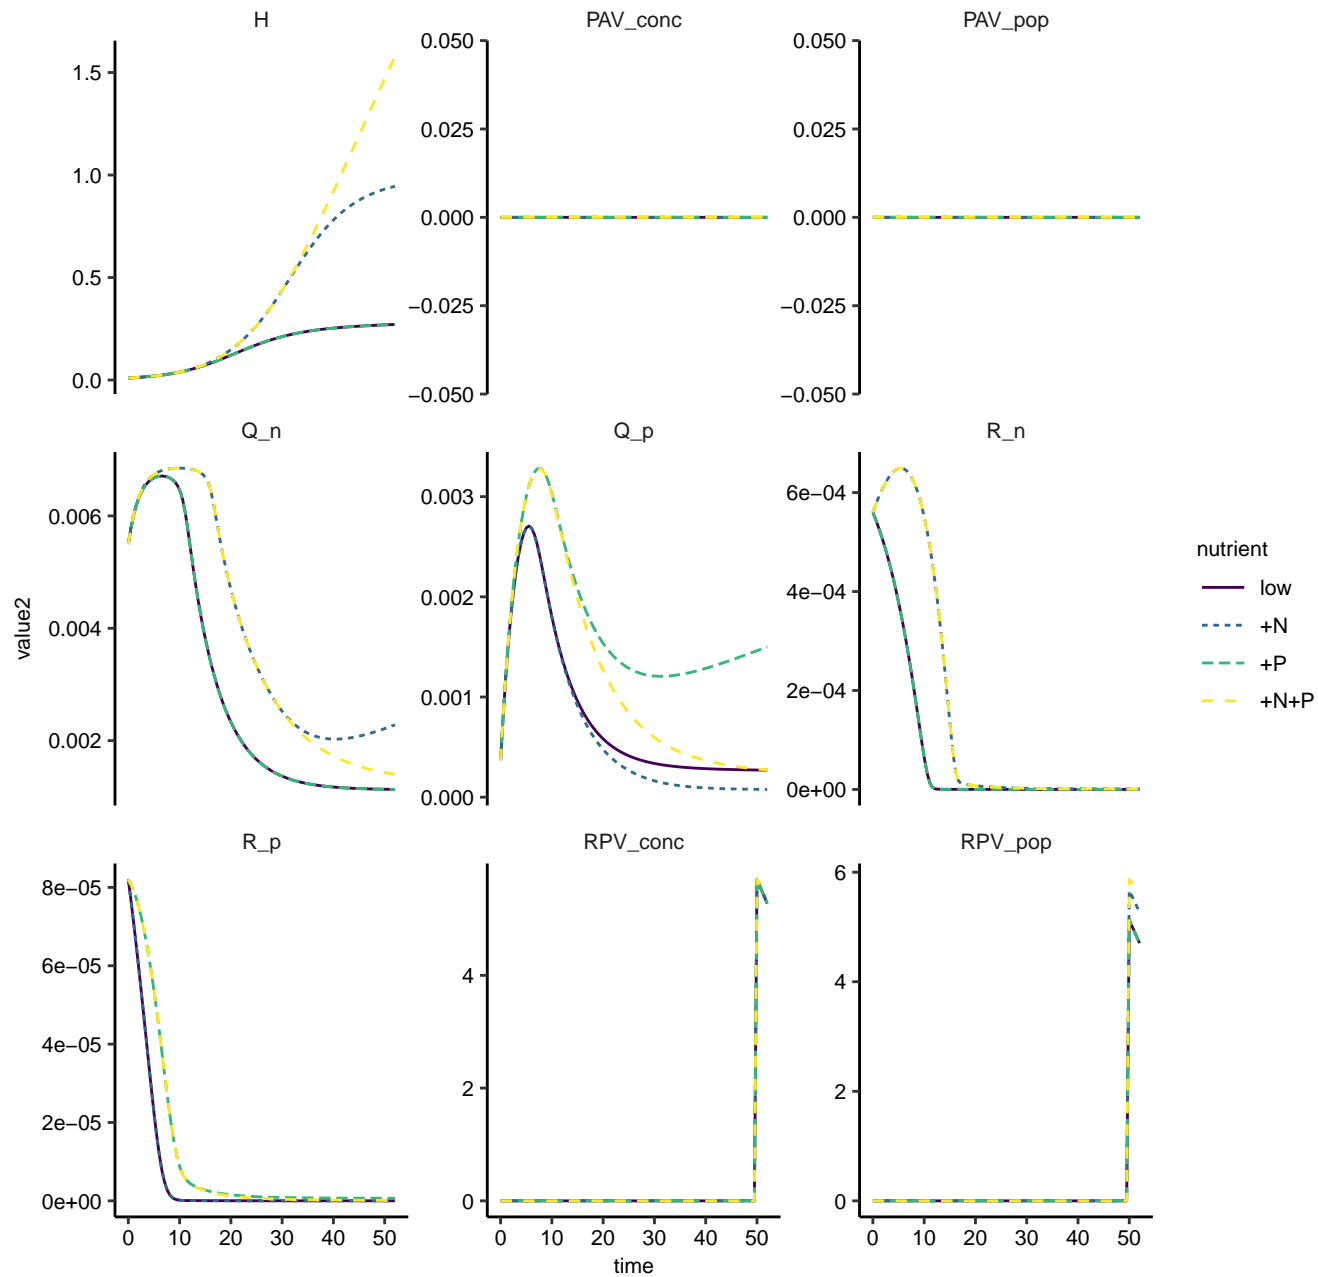 H
PAV_conc
PAV_pop
1.5
1.0
0.5
0.0
0.050
0.025
0.000
−0.025
−0.050
0.050
0.025
0.000
−0.025
−0.050
Q_n
Q_p
R_n
0.006
0.004
0.002
0.003
0.002
0.001
0.000
6e−04
4e−04
2e−04
0e+00
value2
nutrient
low
+N
+P
+N+P
R_p
RPV_conc
RPV_pop
8e−05
6e−05
4e−05
2e−05
0e+00
4
2
0
6
4
2
0
0 10 20 30 40 50
0 10 20 30 40 50
0 10 20 30 40 50
time